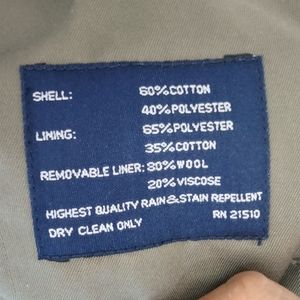 SHELL: 60% COTTON
40% POLYESTER
LINING: 65% POLYESTER
35% COTTON
REMOVABLE LINER: 80% WOOL
20% VISCOSE
HIGHEST QUALITY RAIN & STAIN REPELLENT
DRY CLEAN ONLY RN 21510